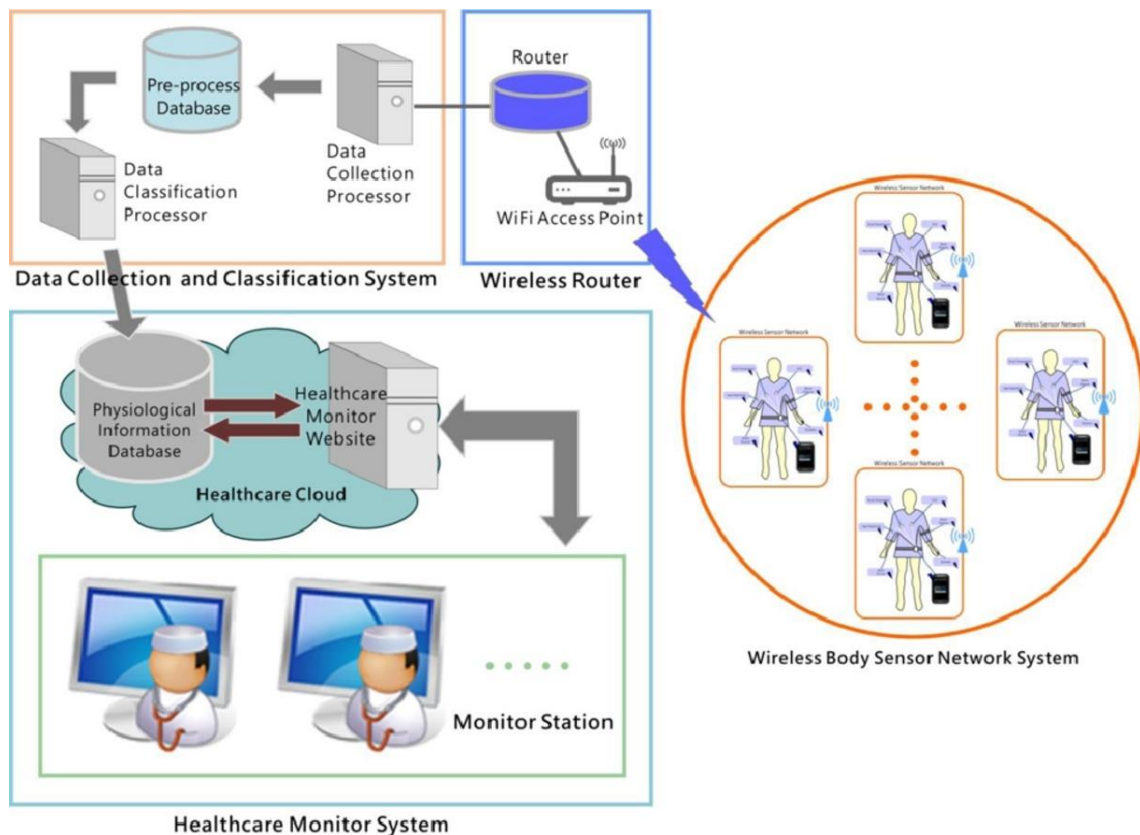 Router
Pre-process
Database
Data
Collection
Processor
Data
Classification
Processor
WiFi Access Point
Data Collection and Classification System
Wireless Router
Wireless Sensor Network
Wireless Sensor Network
Wireless Sensor Network
Wireless Sensor Network
Physiological
Information
Database
Healthcare
Monitor
Website
Healthcare Cloud
Wireless Body Sensor Network System
Monitor Station
Healthcare Monitor System